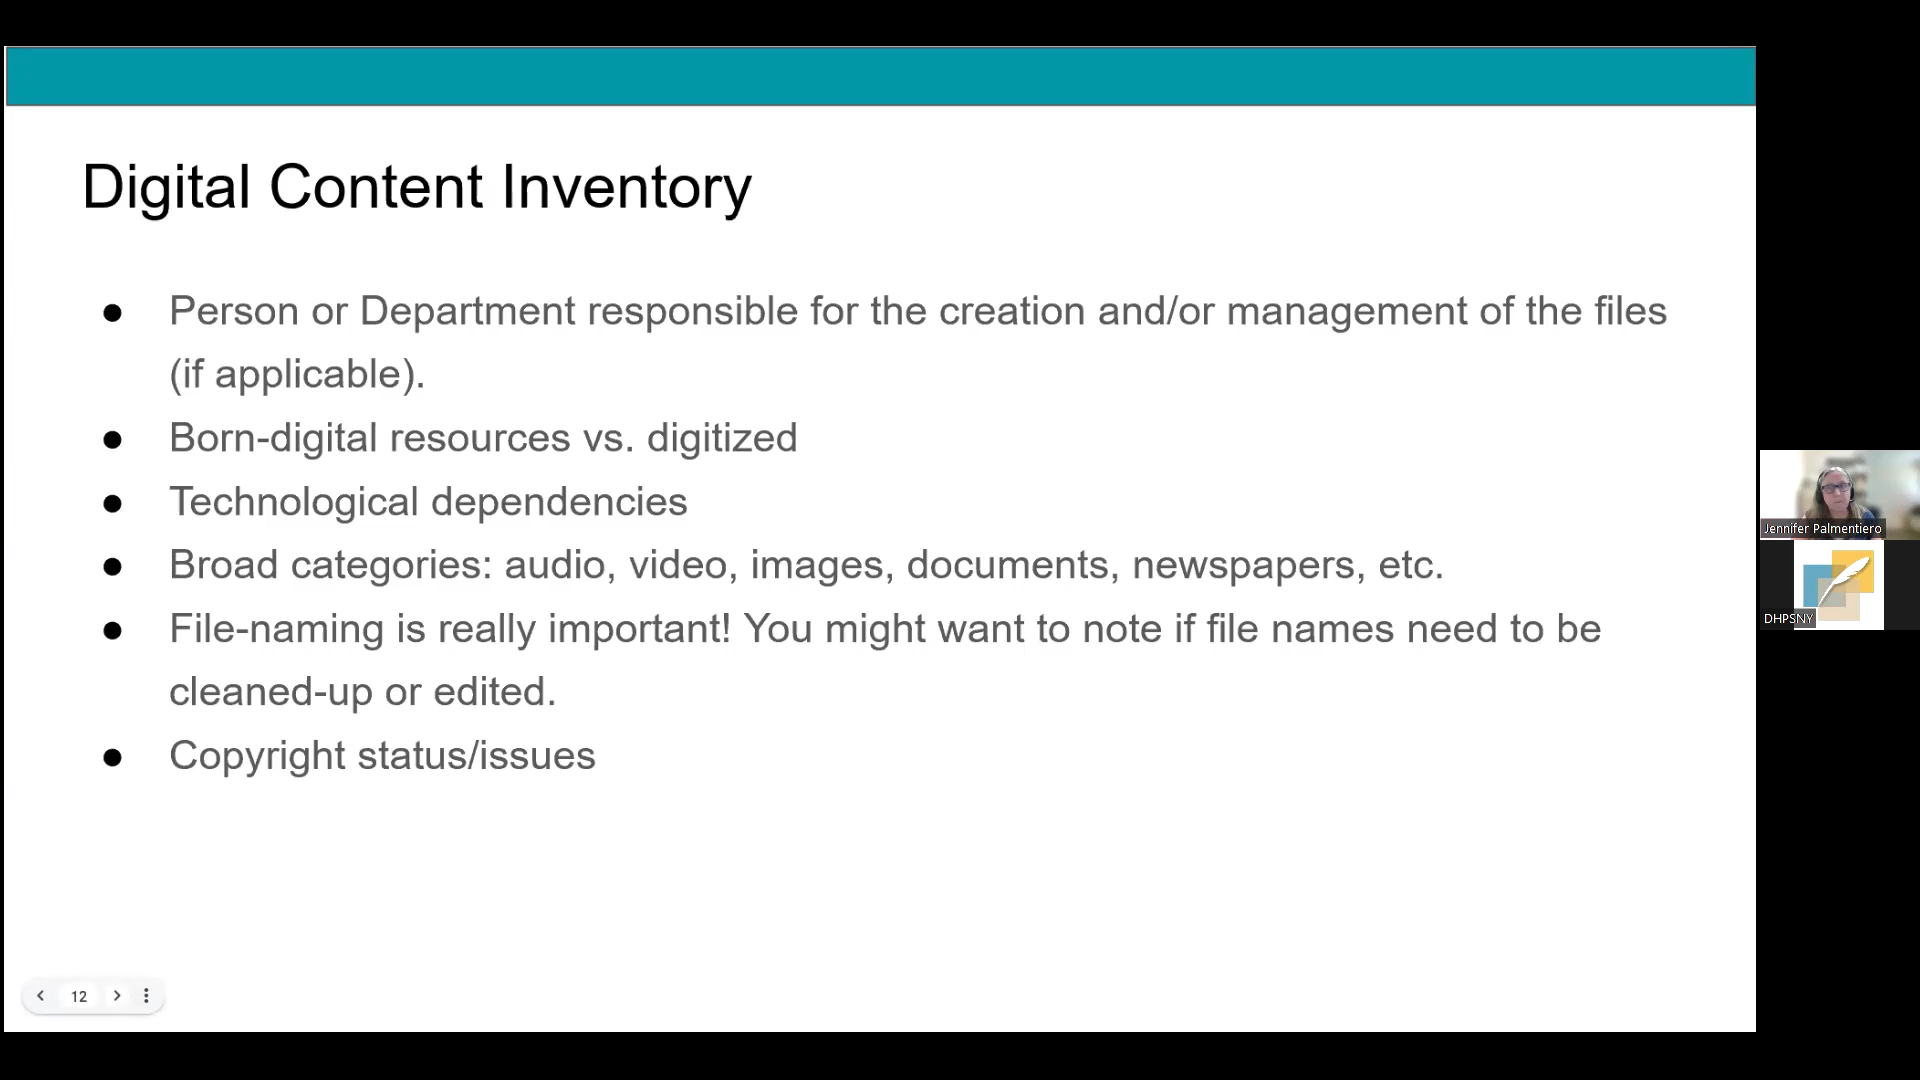 Digital Content Inventory
● Person or Department responsible for the creation and/or management of the files
(if applicable).
● Born-digital resources vs. digitized
● Technological dependencies
● Broad categories: audio, video, images, documents, newspapers, etc.
● File-naming is really important! You might want to note if file names need to be
cleaned-up or edited.
● Copyright status/issues
12
Jennifer Palmentiero
DHPSNY